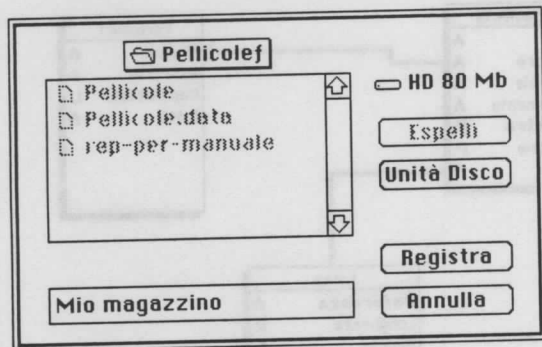 Pellicolef
Pellicole
Pellicole.data
rep-per-manuale
HD 80 Mb
Espelli
Unità Disco
Registra
Annulla
Mio magazzino